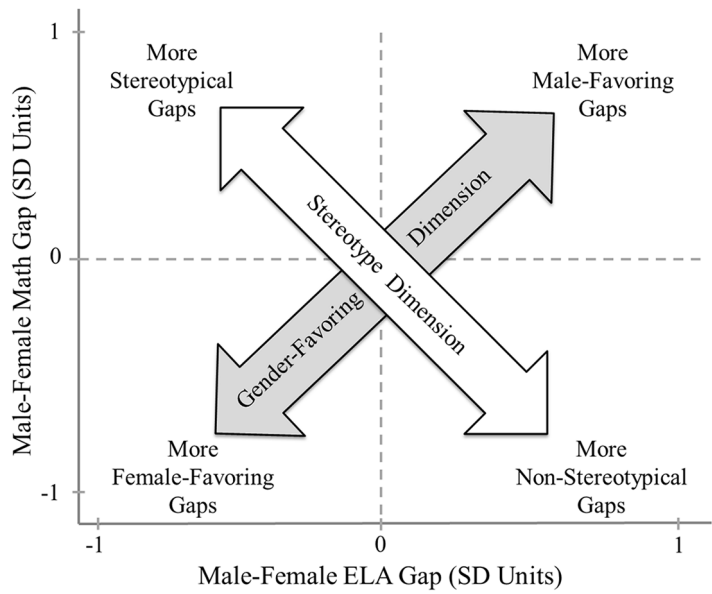 1
More
Stereotypical
Gaps
More
Male-Favoring
Gaps
Male-Female Math Gap (SD Units)
Stereotype Dimension
Gender-Favoring Dimension
0
More
Female-Favoring
Gaps
More
Non-Stereotypical
Gaps
-1
-1
0
1
Male-Female ELA Gap (SD Units)